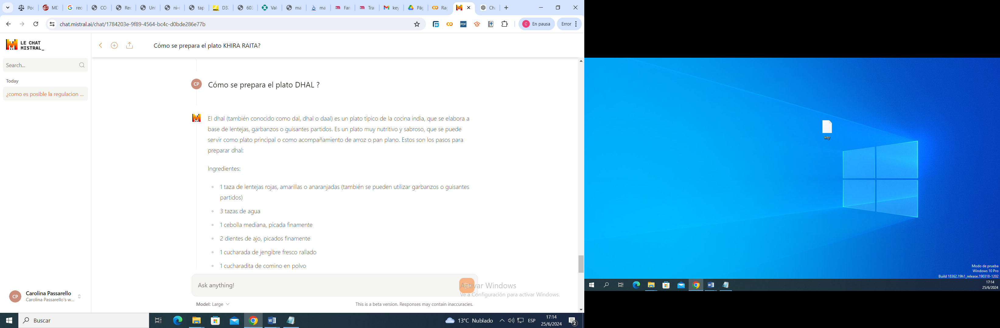 Poc
MD
rec
CO
Rec
Unt
ni-r
tap
D3
603
Val
ma
ma
Farr
Trai
key
Pág
Rag
Cha
chat.mistral.ai/chat/1784203e-9f89-4564-bc4c-d0bde286e77b
PDF
C
En pausa
Error
LE CHAT
MISTRAL_
Cómo se prepara el plato KHIRA RAITA?
Search...
Today
¿como es posible la regulacion ...
CP
Cómo se prepara el plato DHAL ?
El dhal (también conocido como dal, dhal o daal) es un plato típico de la cocina india, que se elabora a
base de lentejas, garbanzos o guisantes partidos. Es un plato muy nutritivo y sabroso, que se puede
servir como plato principal o como acompañamiento de arroz o pan plano. Estos son los pasos para
preparar dhal:
Ingredientes:
1 taza de lentejas rojas, amarillas o anaranjadas (también se pueden utilizar garbanzos o guisantes
partidos)
3 tazas de agua
1 cebolla mediana, picada finamente
2 dientes de ajo, picados finamente
1 cucharada de jengibre fresco rallado
1 cucharadita de comino en polvo
Ask anything!
Activar Windows
Ve a Configuración para activar Windows.
Model: Large
This is a beta version. Responses may contain inaccuracies.
CP
Carolina Passarello
Carolina Passarello's w...
Buscar
13°C Nublado
ESP
17:14
25/6/2024
2
key
Modo de prueba
Windows 10 Pro
Build 18362.19h1_release.190318-1202
17:14
25/6/2024